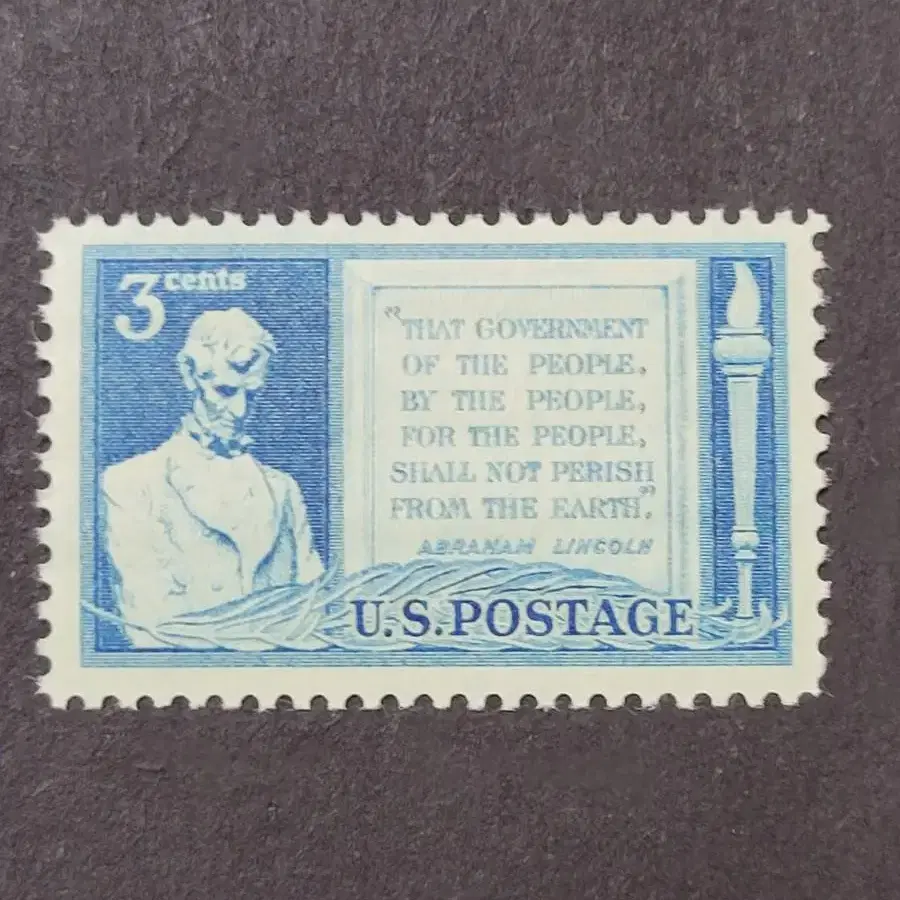 3 cents
"THAT GOVERNMENT
OF THE PEOPLE,
BY THE PEOPLE,
FOR THE PEOPLE,
SHALL NOT PERISH
FROM THE EARTH".
ABRAHAM LINCOLN
U.S.POSTAGE